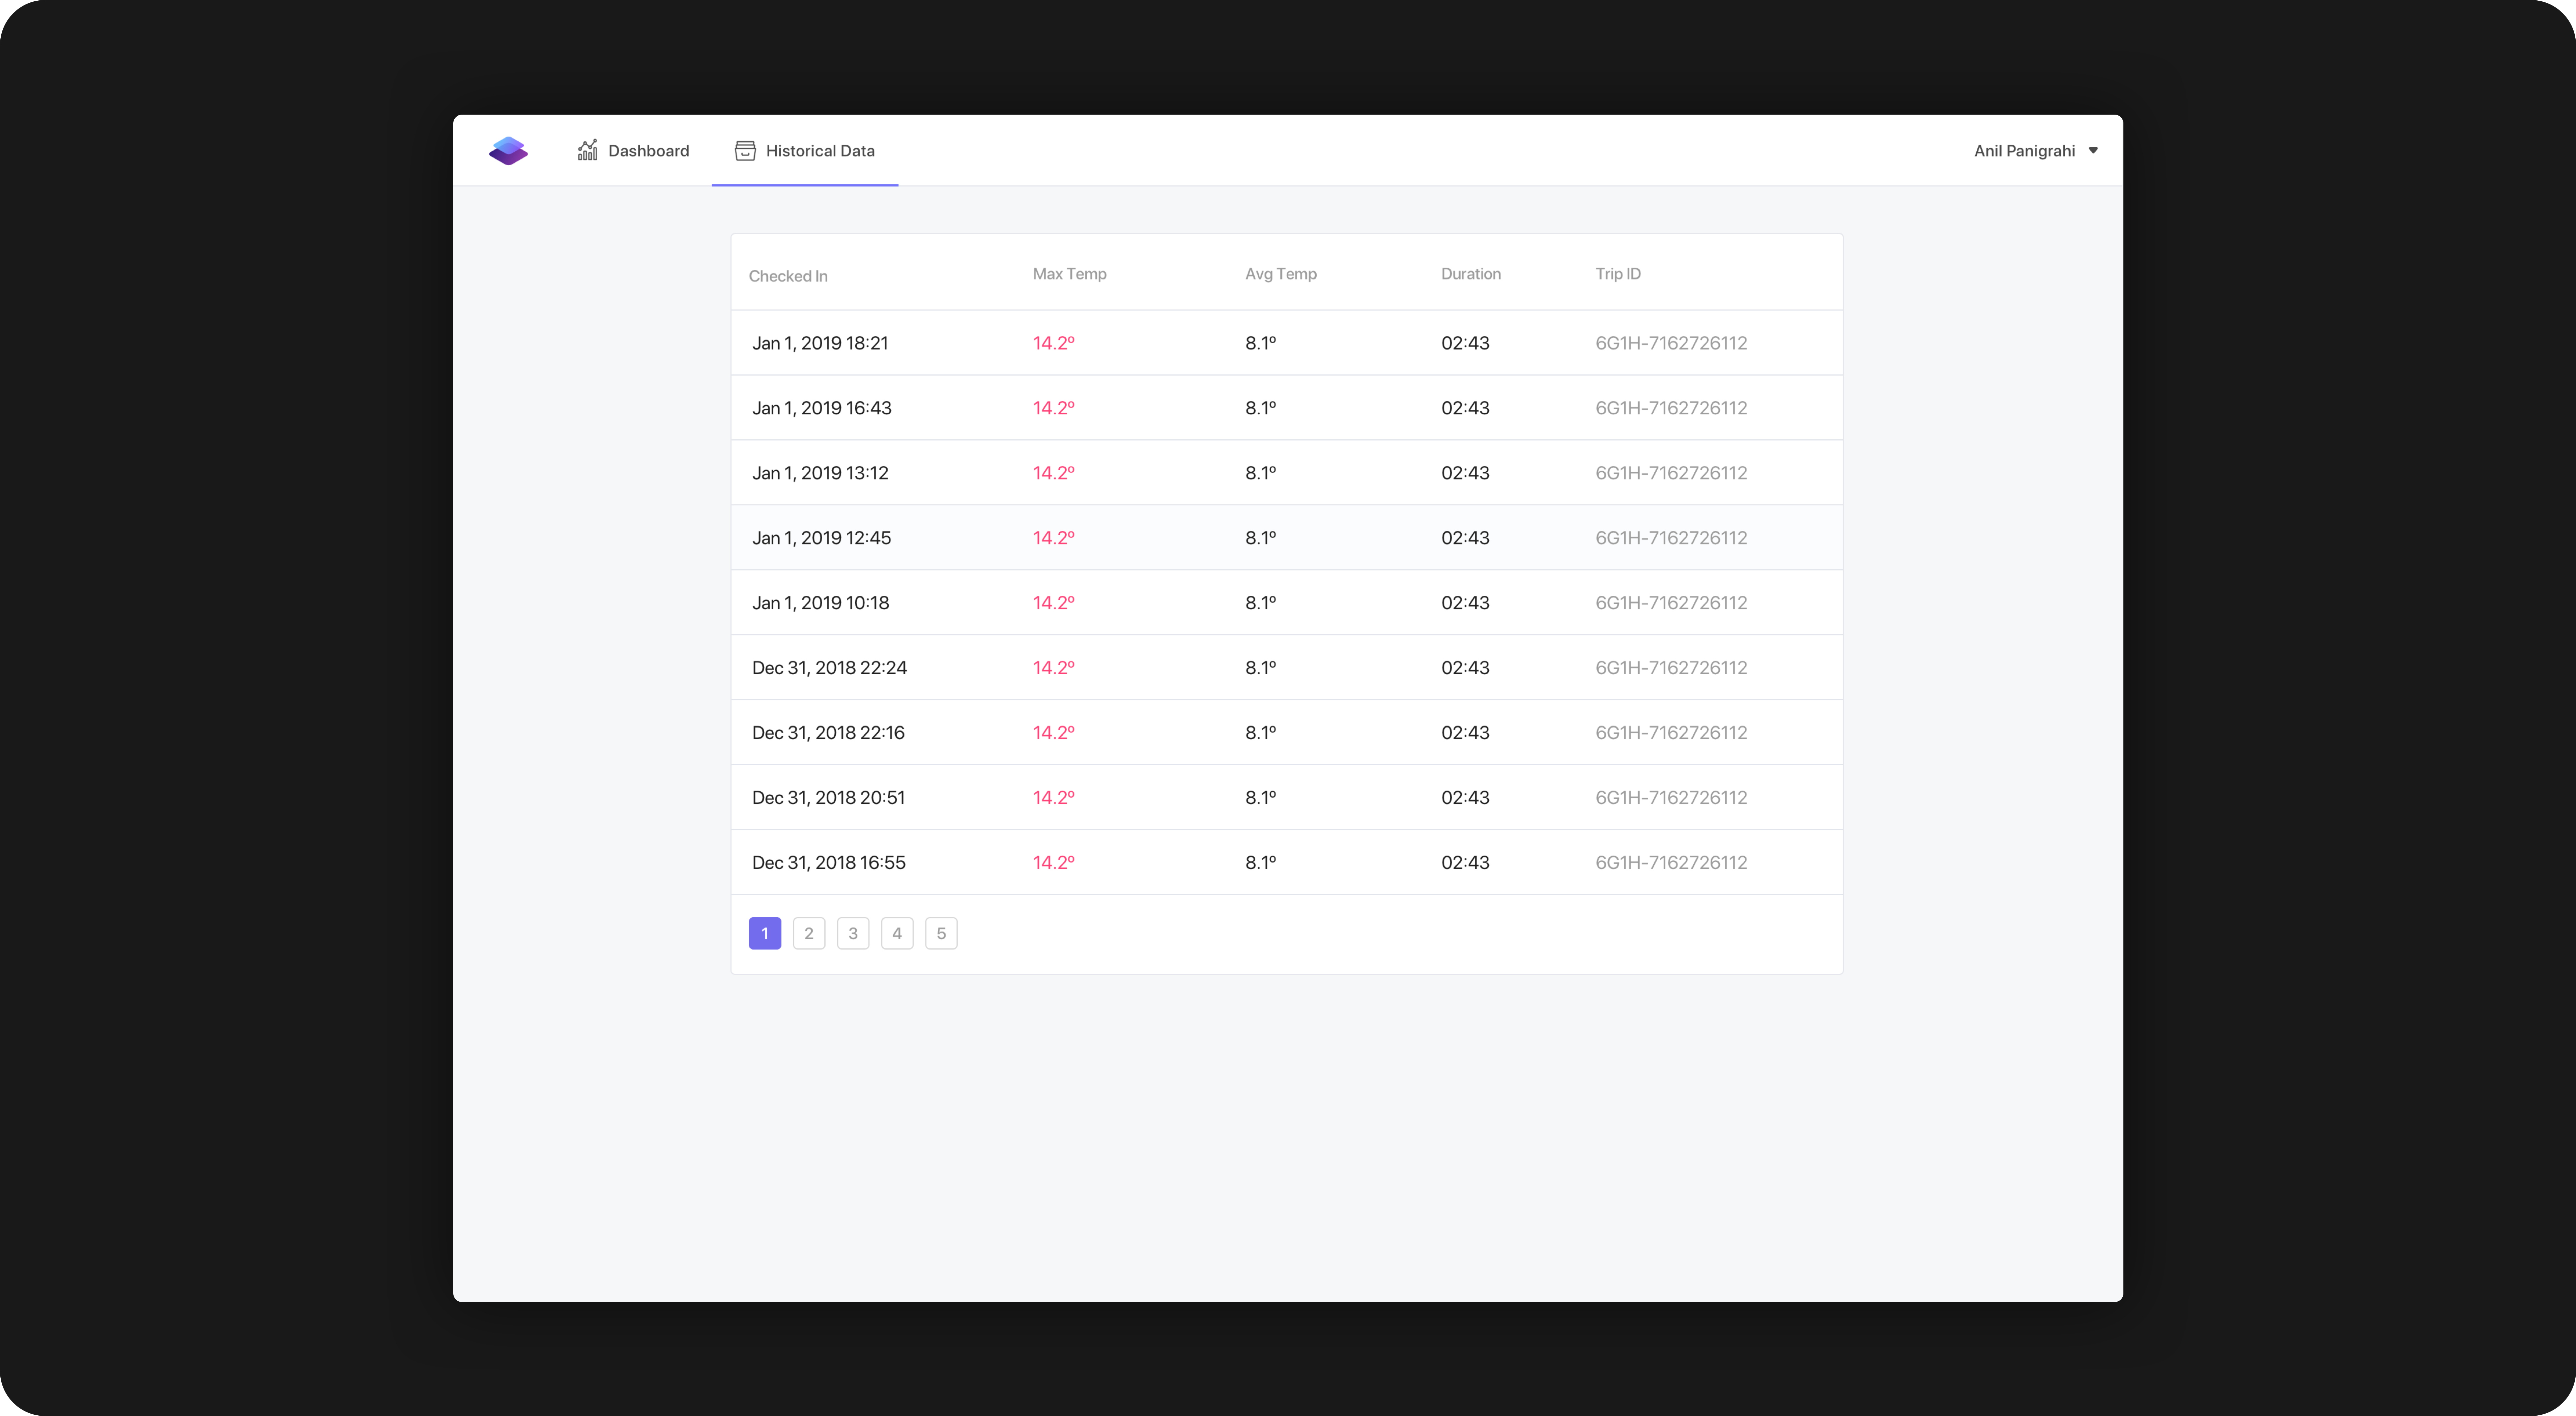 Dashboard Historical Data Anil Panigrahi
Checked In Max Temp Avg Temp Duration Trip ID
Jan 1, 2019 18:21 14.2º 8.1º 02:43 6G1H-7162726112
Jan 1, 2019 16:43 14.2º 8.1º 02:43 6G1H-7162726112
Jan 1, 2019 13:12 14.2º 8.1º 02:43 6G1H-7162726112
Jan 1, 2019 12:45 14.2º 8.1º 02:43 6G1H-7162726112
Jan 1, 2019 10:18 14.2º 8.1º 02:43 6G1H-7162726112
Dec 31, 2018 22:24 14.2º 8.1º 02:43 6G1H-7162726112
Dec 31, 2018 22:16 14.2º 8.1º 02:43 6G1H-7162726112
Dec 31, 2018 20:51 14.2º 8.1º 02:43 6G1H-7162726112
Dec 31, 2018 16:55 14.2º 8.1º 02:43 6G1H-7162726112
1 2 3 4 5